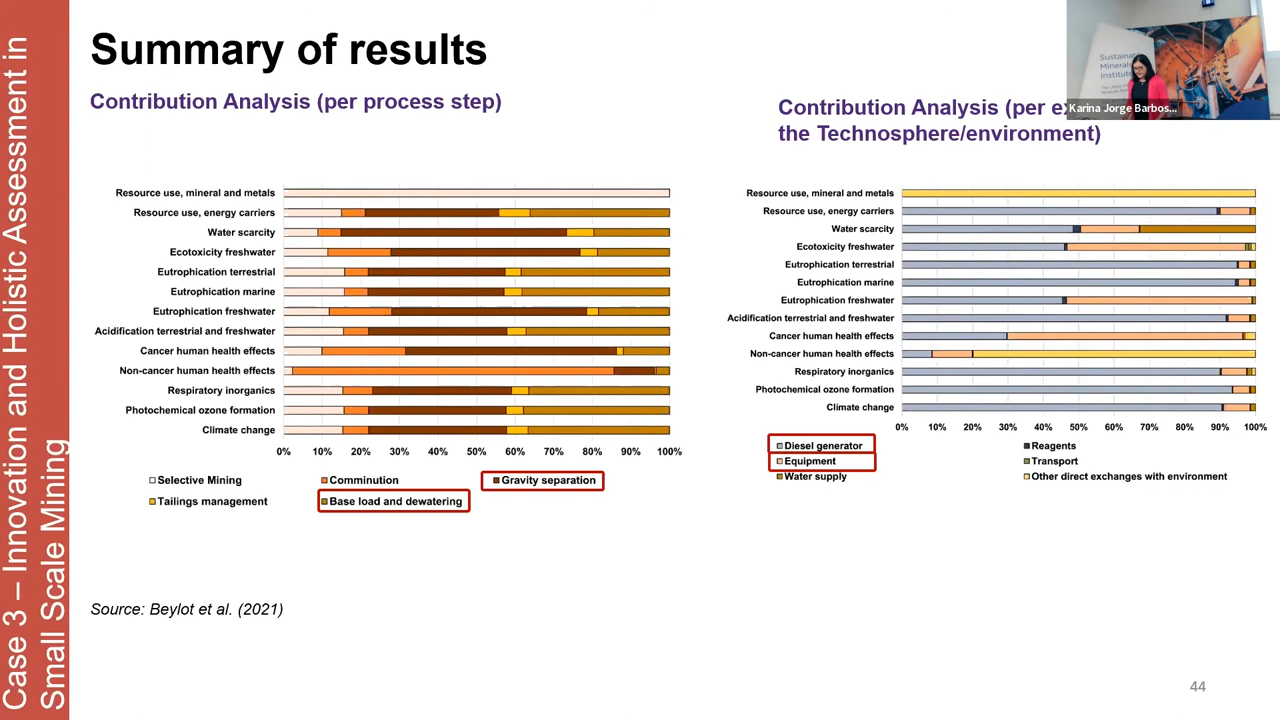 Case 3 – Innovation and Holistic Assessment in
Small Scale Mining
Summary of results
Contribution Analysis (per process step)
Resource use, mineral and metals
Resource use, energy carriers
Water scarcity
Ecotoxicity freshwater
Eutrophication terrestrial
Eutrophication marine
Eutrophication freshwater
Acidification terrestrial and freshwater
Cancer human health effects
Non-cancer human health effects
Respiratory inorganics
Photochemical ozone formation
Climate change
0% 10% 20% 30% 40% 50% 60% 70% 80% 90% 100%
Selective Mining Comminution Gravity separation
Tailings management Base load and dewatering
Source: Beylot et al. (2021)
Contribution Analysis (per
the Technosphere/environment)
Resource use, mineral and metals
Resource use, energy carriers
Water scarcity
Ecotoxicity freshwater
Eutrophication terrestrial
Eutrophication marine
Eutrophication freshwater
Acidification terrestrial and freshwater
Cancer human health effects
Non-cancer human health effects
Respiratory inorganics
Photochemical ozone formation
Climate change
0% 10% 20% 30% 40% 50% 60% 70% 80% 90% 100%
Diesel generator Reagents
Equipment Transport
Water supply Other direct exchanges with environment
Sustainab
Minerals
Institute
Karina Jorge Barbos...
44